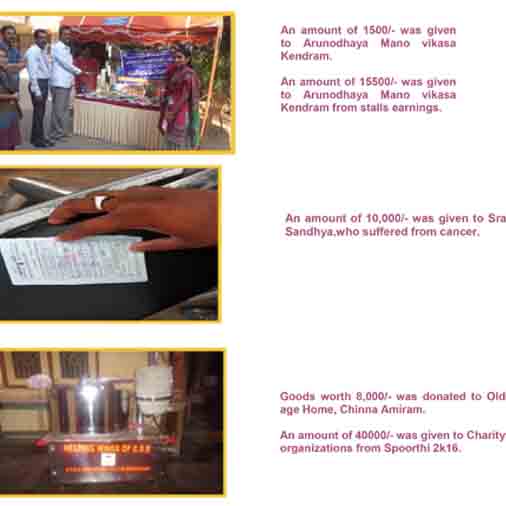 An amount of 1500/- was given
to Arunodhaya Mano vikasa
Kendram.
An amount of 15500/- was given
to Arunodhaya Mano vikasa
Kendram from stalls earnings.
An amount of 10,000/- was given to Sra
Sandhya,who suffered from cancer.
HELPING WINGS OF
Goods worth 8,000/- was donated to Old
age Home, Chinna Amiram.
An amount of 40000/- was given to Charity
organizations from Spoorthi 2k16.